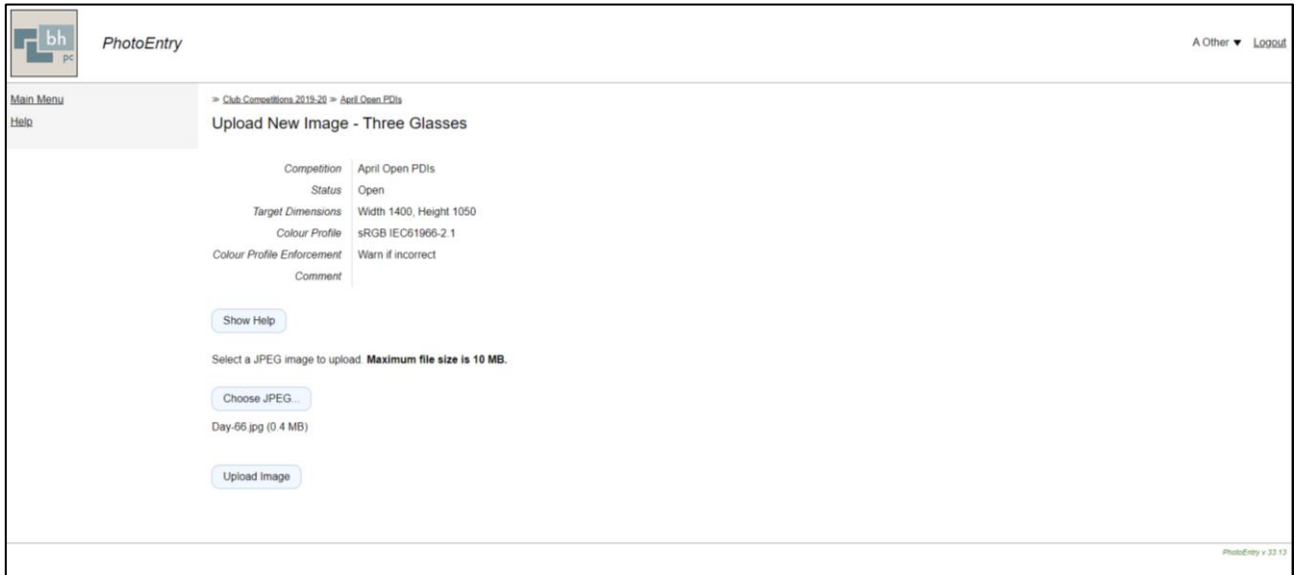 bh
pc
PhotoEntry
A Other ▼ Logout
Main Menu
Help
≫ Club Competitions 2019-20 ≫ April Open PDIs
Upload New Image - Three Glasses
Competition April Open PDIs
Status Open
Target Dimensions Width 1400, Height 1050
Colour Profile sRGB IEC61966-2.1
Colour Profile Enforcement Warn if incorrect
Comment
Show Help
Select a JPEG image to upload. Maximum file size is 10 MB.
Choose JPEG...
Day-66.jpg (0.4 MB)
Upload Image
PhotoEntry v 33.13